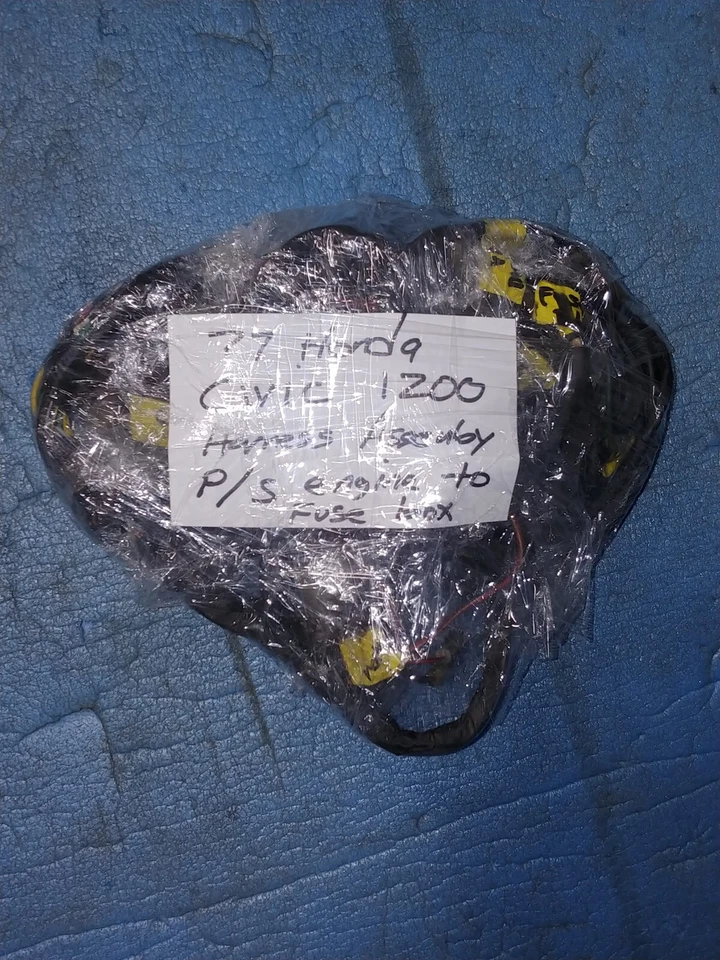 77 Honda
Civic 1200
Harness Assembly
P/S engine to
Fuse box